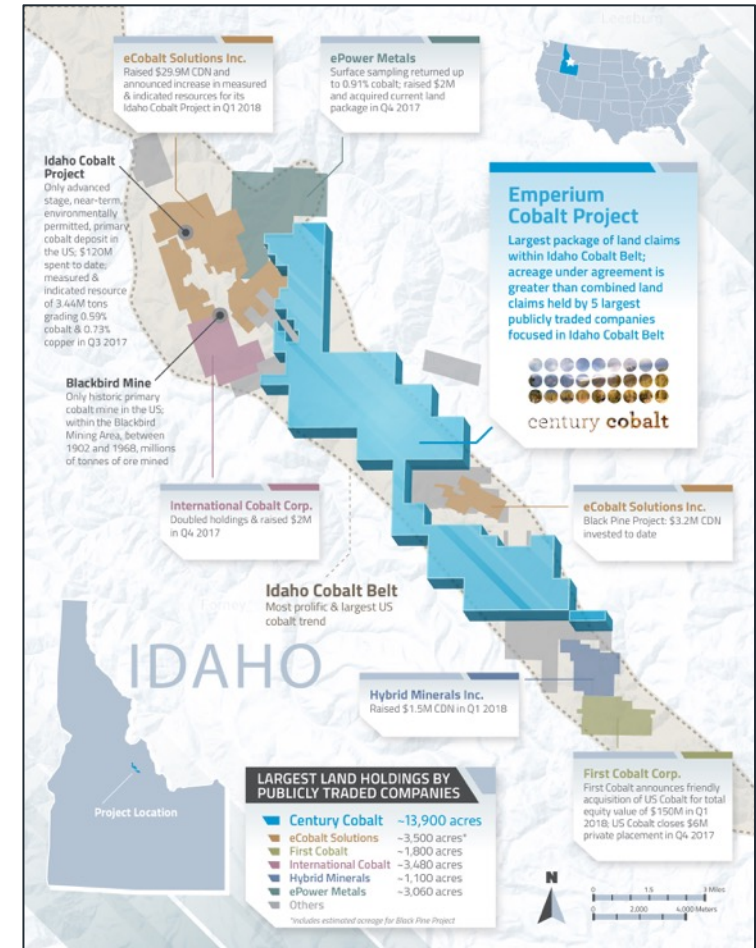 Leesburg
eCobalt Solutions Inc.
Raised $29.9M CDN and
announced increase in measured
& indicated resources for its
Idaho Cobalt Project in Q1 2018
ePower Metals
Surface sampling returned up
to 0.91% cobalt; raised $2M
and acquired current land
package in Q4 2017
Idaho Cobalt
Project
Only advanced
stage, near-term,
environmentally
permitted, primary
cobalt deposit in
the US; $120M
spent to date;
measured &
indicated resource
of 3.44M tons
grading 0.59%
cobalt & 0.73%
copper in Q3 2017
Emperium
Cobalt Project
Largest package of land claims
within Idaho Cobalt Belt;
acreage under agreement is
greater than combined land
claims held by 5 largest
publicly traded companies
focused in Idaho Cobalt Belt
century cobalt
Blackbird Mine
Only historic primary
cobalt mine in the US;
within the Blackbird
Mining Area, between
1902 and 1968, millions
of tonnes of ore mined
International Cobalt Corp.
Doubled holdings & raised $2M
in Q4 2017
eCobalt Solutions Inc.
Black Pine Project: $3.2M CDN
invested to date
Idaho Cobalt Belt
Most prolific & largest US
cobalt trend
Forney
IDAHO
Project Location
Hybrid Minerals Inc.
Raised $1.5M CDN in Q1 2018
First Cobalt Corp.
First Cobalt announces friendly
acquisition of US Cobalt for total
equity value of $150M in Q1
2018; US Cobalt closes $6M
private placement in Q4 2017
LARGEST LAND HOLDINGS BY
PUBLICLY TRADED COMPANIES
Century Cobalt ~13,900 acres
eCobalt Solutions ~3,500 acres*
First Cobalt ~1,800 acres
International Cobalt ~3,480 acres
Hybrid Minerals ~1,100 acres
ePower Metals ~3,060 acres
Others
*includes estimated acreage for Black Pine Project
N
0 1.5 3 Miles
0 2,000 4,000 Meters